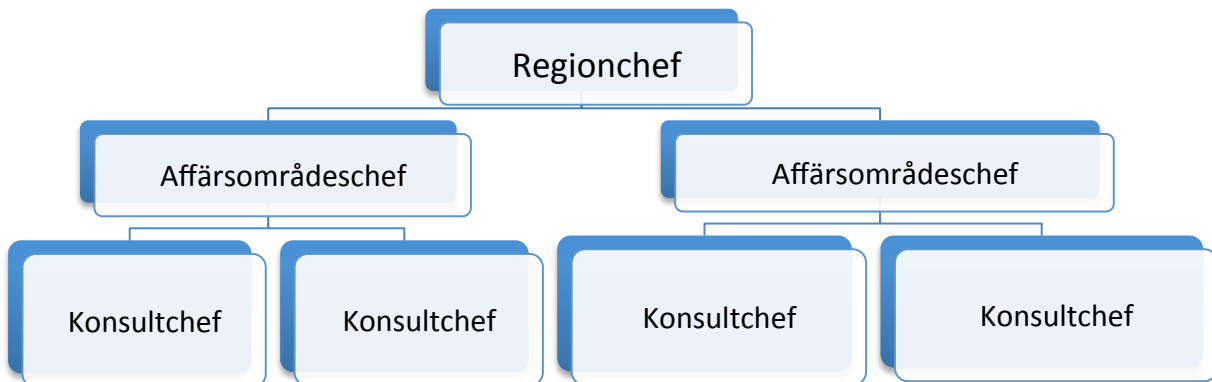 Regionchef
Affärsområdeschef
Affärsområdeschef
Konsultchef
Konsultchef
Konsultchef
Konsultchef